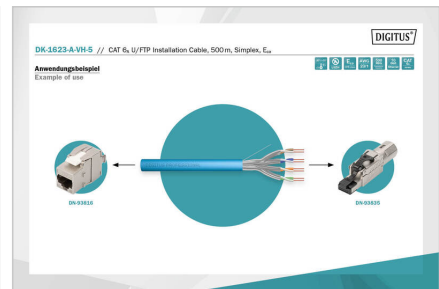 DIGITUS®
DK-1623-A-VH-5 // CAT 6A U/FTP Installation Cable, 500 m, Simplex, Eca
Anwendungsbeispiel
Example of use
DN-93616
DN-93835